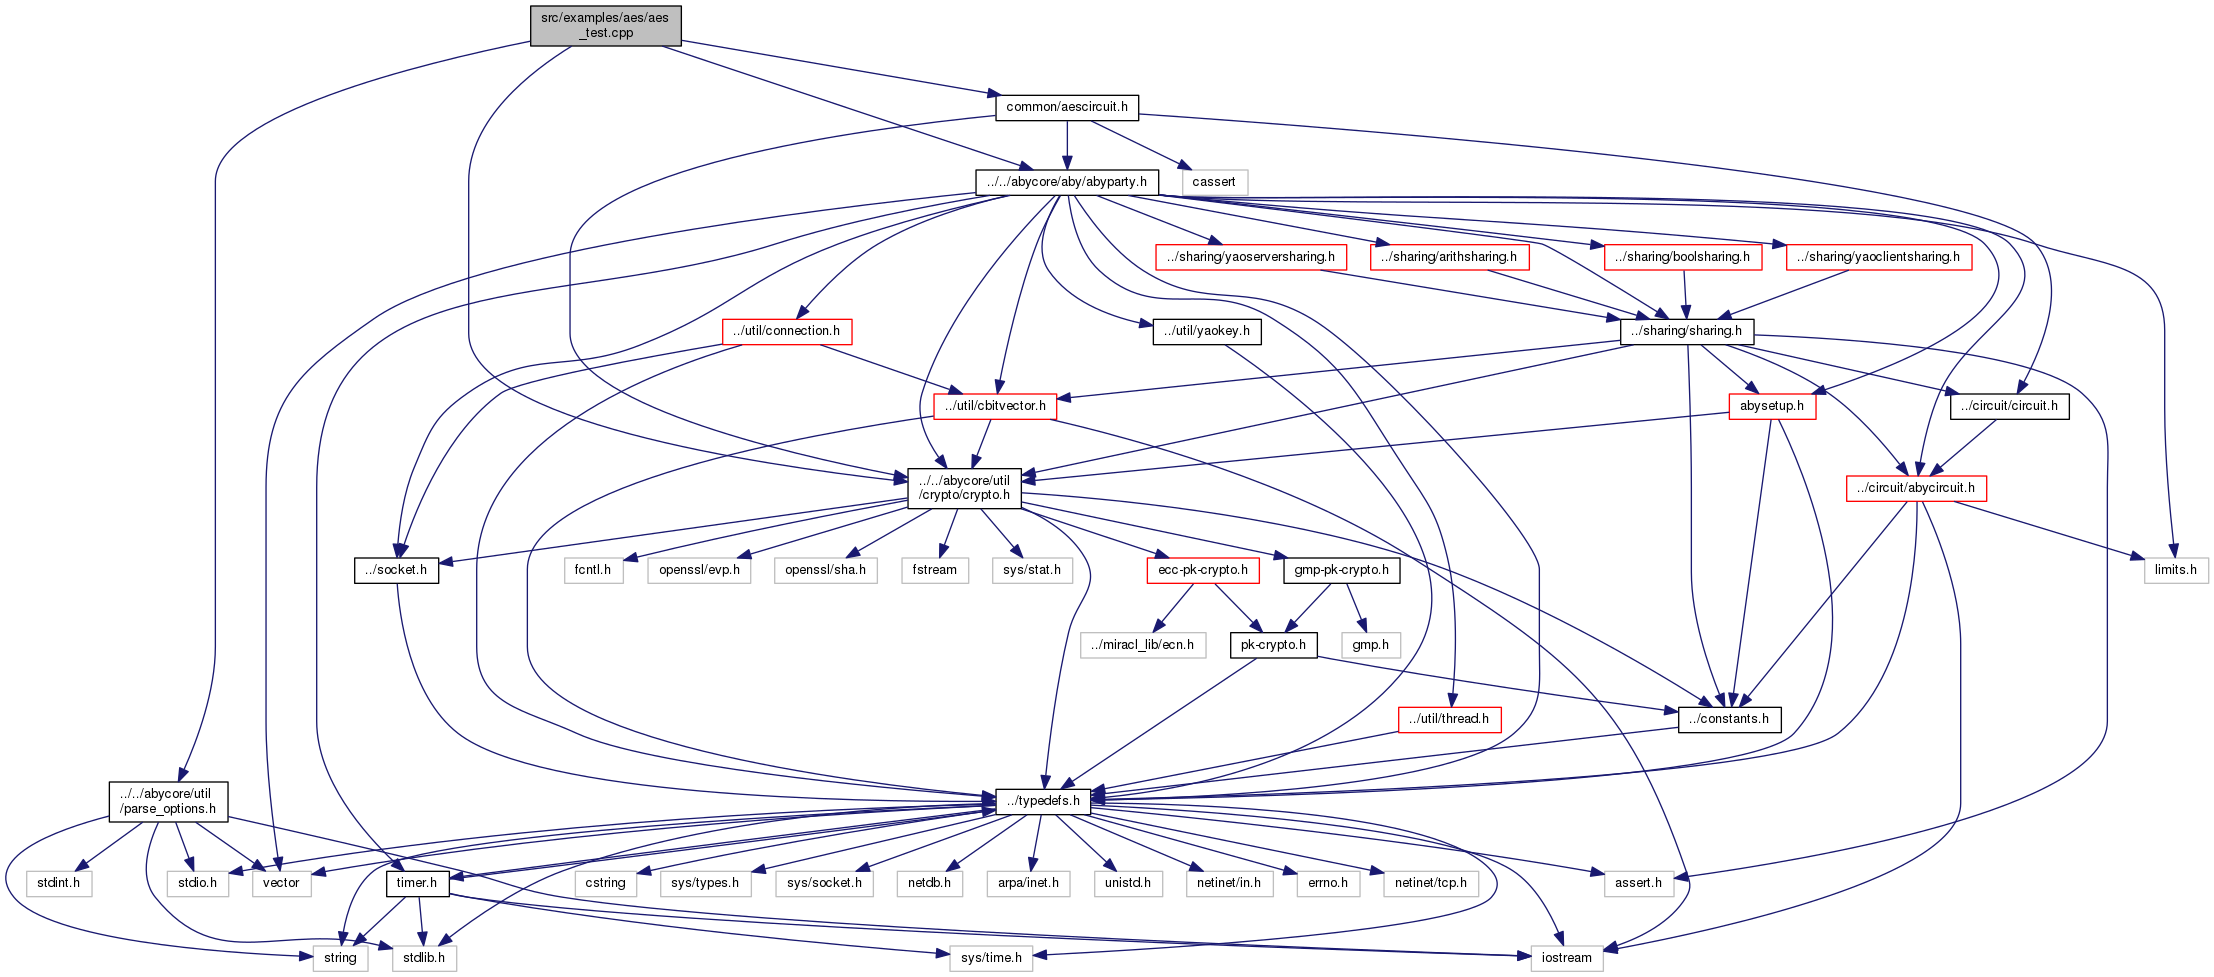 src/examples/aes/aes
_test.cpp
common/aescircuit.h
../../abycore/aby/abyparty.h
cassert
../sharing/yaoserversharing.h
../sharing/arithsharing.h
../sharing/boolsharing.h
../sharing/yaoclientsharing.h
../util/connection.h
../util/yaokey.h
../sharing/sharing.h
../util/cbitvector.h
abysetup.h
../circuit/circuit.h
../../abycore/util
/crypto/crypto.h
../circuit/abycircuit.h
../socket.h
fcntl.h
openssl/evp.h
openssl/sha.h
fstream
sys/stat.h
ecc-pk-crypto.h
gmp-pk-crypto.h
limits.h
../miracl_lib/ecn.h
pk-crypto.h
gmp.h
../util/thread.h
../constants.h
../../abycore/util
/parse_options.h
../typedefs.h
stdint.h
stdio.h
vector
timer.h
cstring
sys/types.h
sys/socket.h
netdb.h
arpa/inet.h
unistd.h
netinet/in.h
errno.h
netinet/tcp.h
assert.h
string
stdlib.h
sys/time.h
iostream